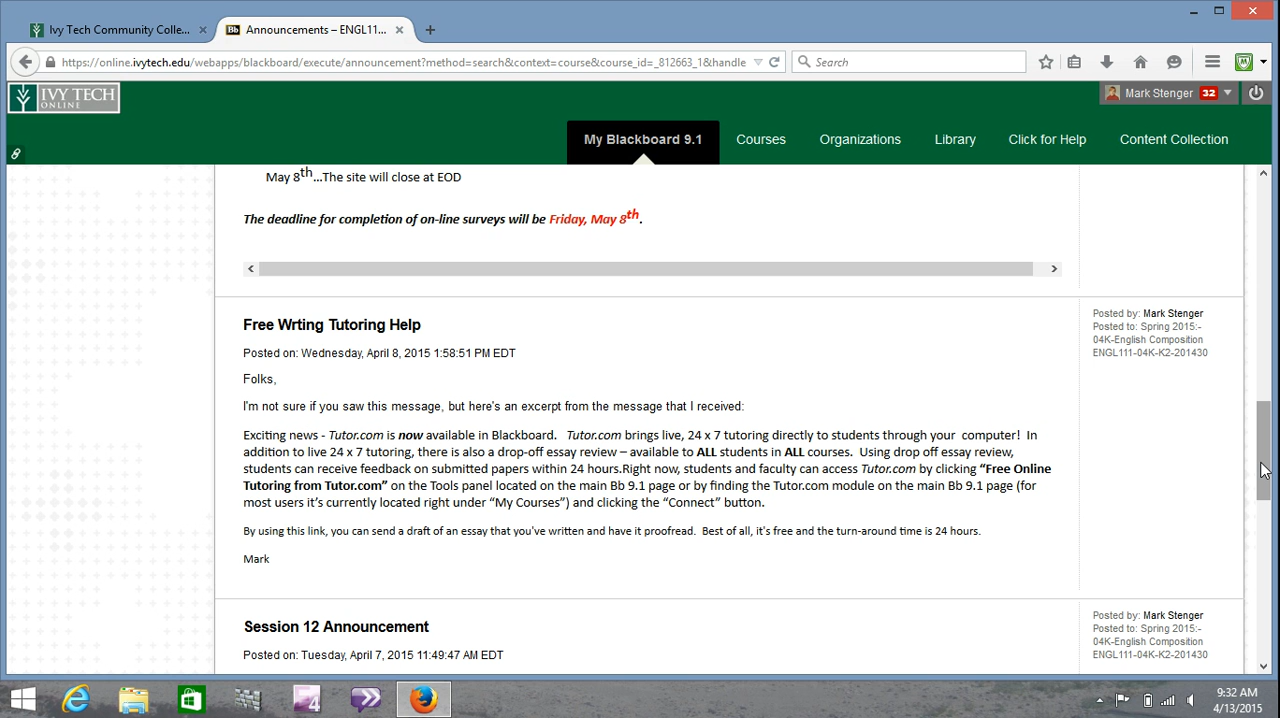 Ivy Tech Community Colle...
Bb Announcements – ENGL11...
https://online.ivytech.edu/webapps/blackboard/execute/announcement?method=search&context=course&course_id=_812663_1&handle
Search
IVY TECH
ONLINE
Mark Stenger 32
My Blackboard 9.1
Courses
Organizations
Library
Click for Help
Content Collection
May 8th...The site will close at EOD
The deadline for completion of on-line surveys will be Friday, May 8th.
Free Wrting Tutoring Help
Posted on: Wednesday, April 8, 2015 1:58:51 PM EDT
Folks,
I'm not sure if you saw this message, but here's an excerpt from the message that I received:
Exciting news - Tutor.com is now available in Blackboard. Tutor.com brings live, 24 x 7 tutoring directly to students through your computer! In
addition to live 24 x 7 tutoring, there is also a drop-off essay review – available to ALL students in ALL courses. Using drop off essay review,
students can receive feedback on submitted papers within 24 hours.Right now, students and faculty can access Tutor.com by clicking “Free Online
Tutoring from Tutor.com” on the Tools panel located on the main Bb 9.1 page or by finding the Tutor.com module on the main Bb 9.1 page (for
most users it’s currently located right under “My Courses”) and clicking the “Connect” button.
By using this link, you can send a draft of an essay that you've written and have it proofread. Best of all, it's free and the turn-around time is 24 hours.
Mark
Posted by: Mark Stenger
Posted to: Spring 2015:-
04K-English Composition
ENGL111-04K-K2-201430
Session 12 Announcement
Posted on: Tuesday, April 7, 2015 11:49:47 AM EDT
Posted by: Mark Stenger
Posted to: Spring 2015:-
04K-English Composition
ENGL111-04K-K2-201430
4
9:32 AM
4/13/2015